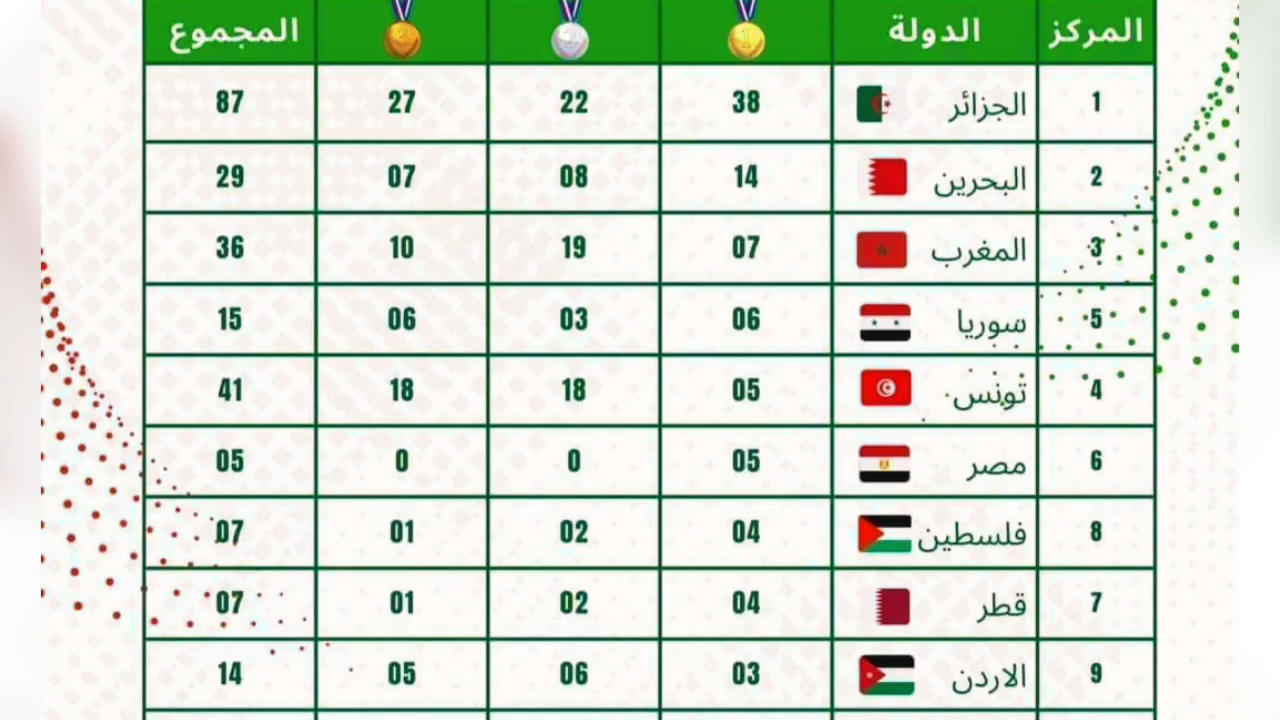 المركز الدولة المجموع
1 الجزائر 38 22 27 87
2 البحرين 14 08 07 29
3 المغرب 07 19 10 36
5 سوريا 06 03 06 15
4 تونس 05 18 18 41
6 مصر 05 0 0 05
8 فلسطين 04 02 01 07
7 قطر 04 02 01 07
9 الاردن 03 06 05 14